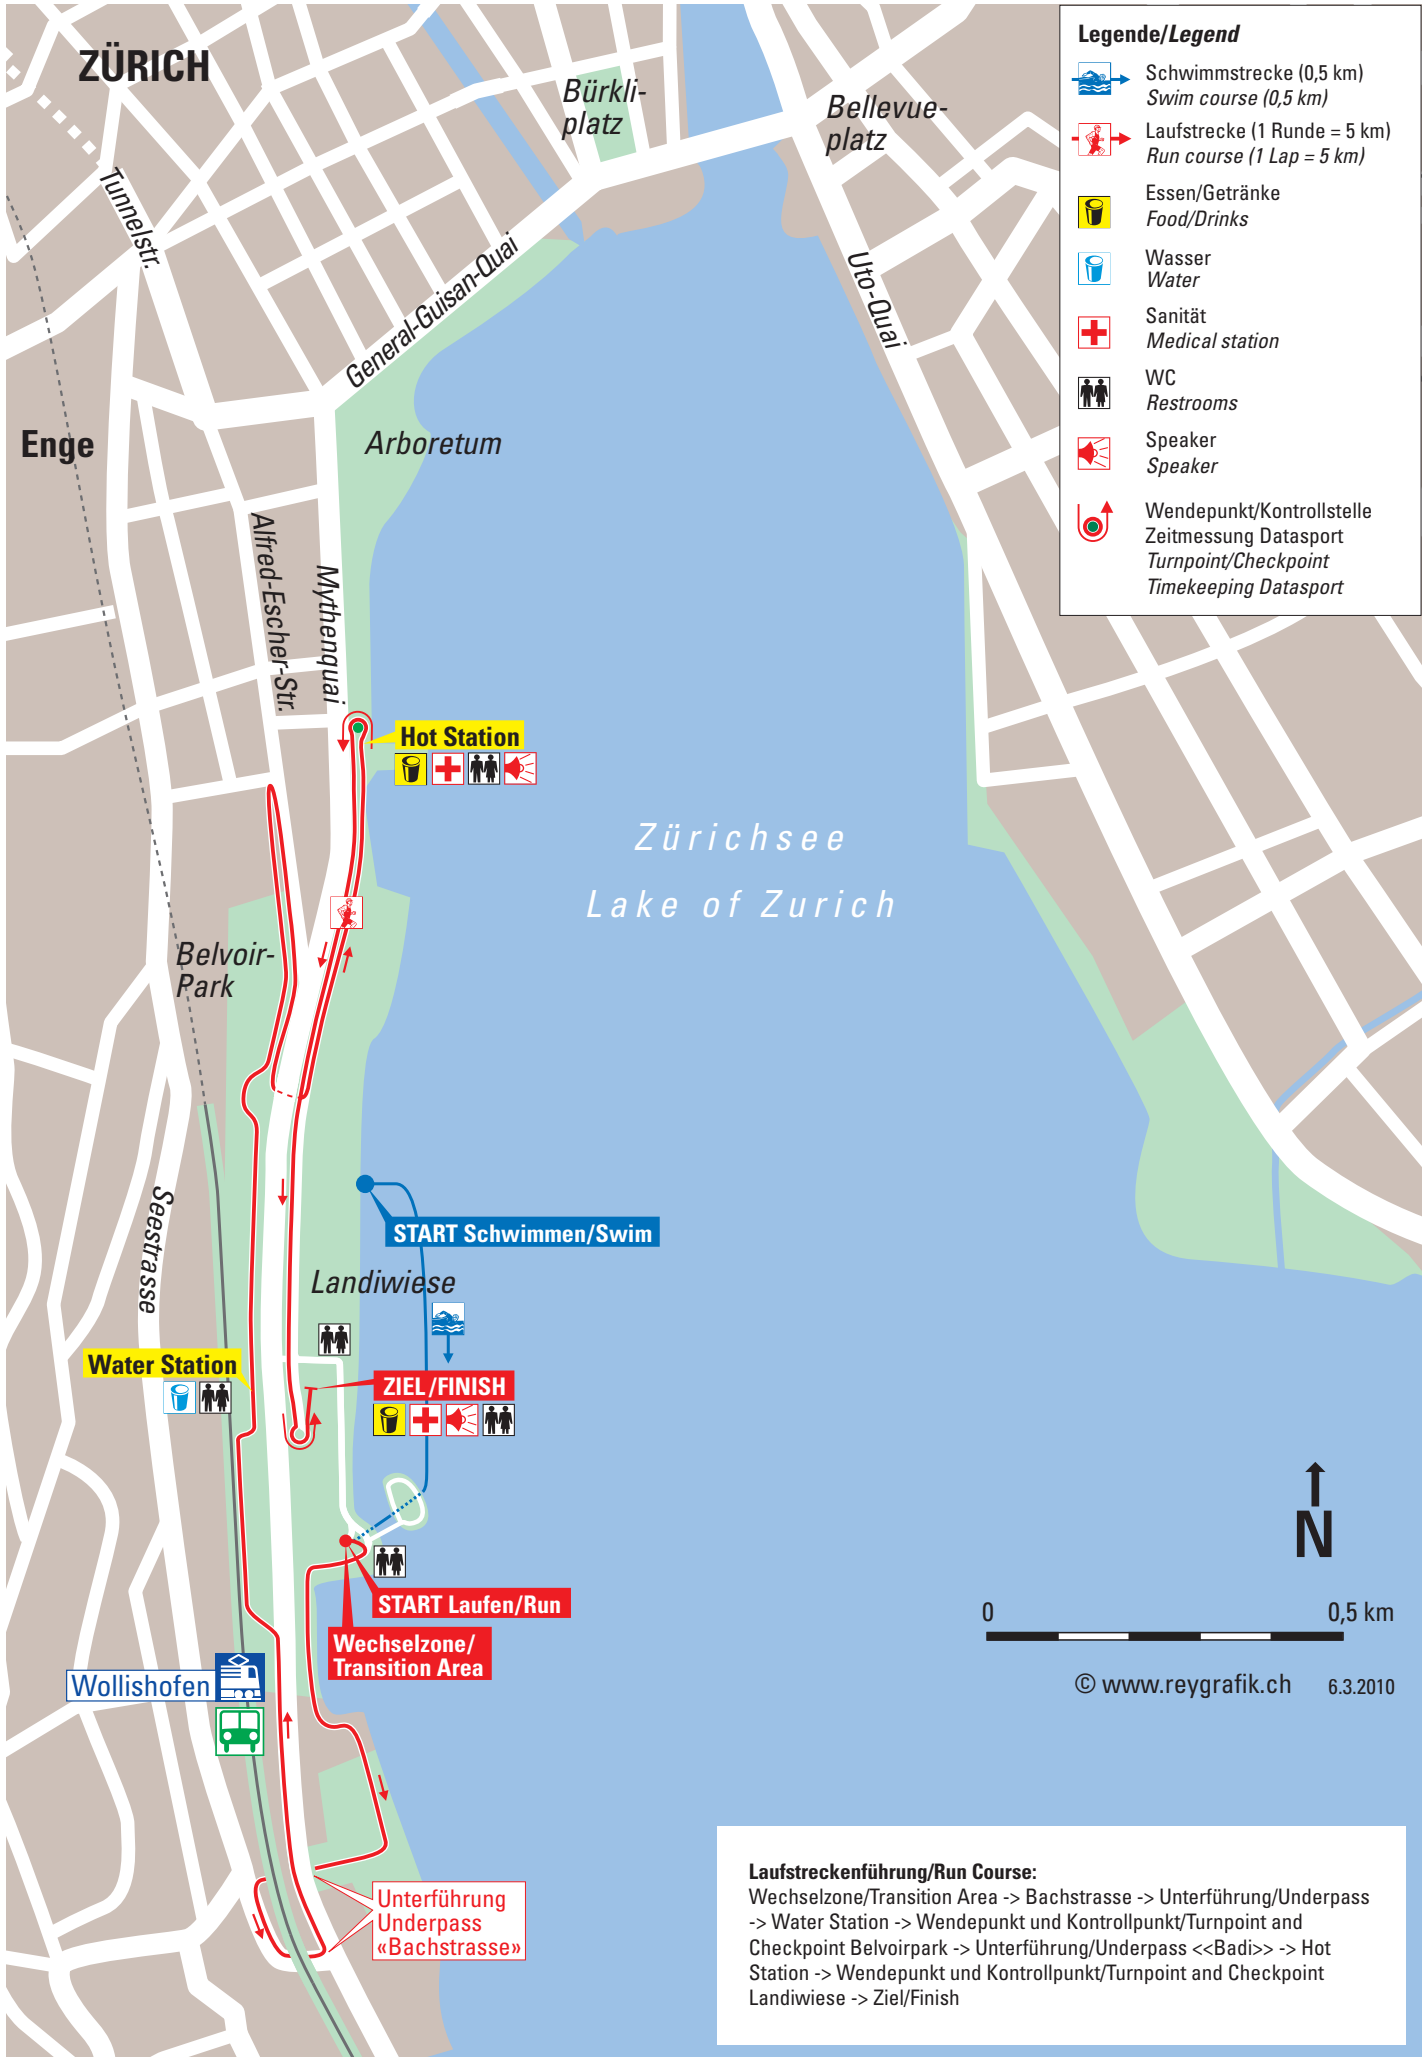 ZÜRICH
Bürkli-
platz
Bellevue-
platz
Tunnelstr.
General-Guisan-Quai
Uto-Quai
Enge
Arboretum
Alfred-Escher-Str.
Mythenquai
Hot Station
Zürichsee
Lake of Zurich
Belvoir-
Park
Seestrasse
START Schwimmen/Swim
Landiwiese
Water Station
ZIEL/FINISH
START Laufen/Run
Wechselzone/
Transition Area
Wollishofen
Unterführung
Underpass
«Bachstrasse»
Legende/Legend
Schwimmstrecke (0,5 km)
Swim course (0,5 km)
Laufstrecke (1 Runde = 5 km)
Run course (1 Lap = 5 km)
Essen/Getränke
Food/Drinks
Wasser
Water
Sanität
Medical station
WC
Restrooms
Speaker
Speaker
Wendepunkt/Kontrollstelle
Zeitmessung Datasport
Turnpoint/Checkpoint
Timekeeping Datasport
N
0 0,5 km
© www.reygrafik.ch 6.3.2010
Laufstreckenführung/Run Course:
Wechselzone/Transition Area -> Bachstrasse -> Unterführung/Underpass
-> Water Station -> Wendepunkt und Kontrollpunkt/Turnpoint and
Checkpoint Belvoirpark -> Unterführung/Underpass <<Badi>> -> Hot
Station -> Wendepunkt und Kontrollpunkt/Turnpoint and Checkpoint
Landiwiese -> Ziel/Finish